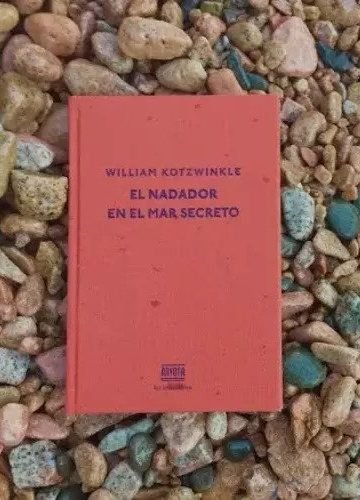 WILLIAM KOTZWINKLE
EL NADADOR
EN EL MAR SECRETO